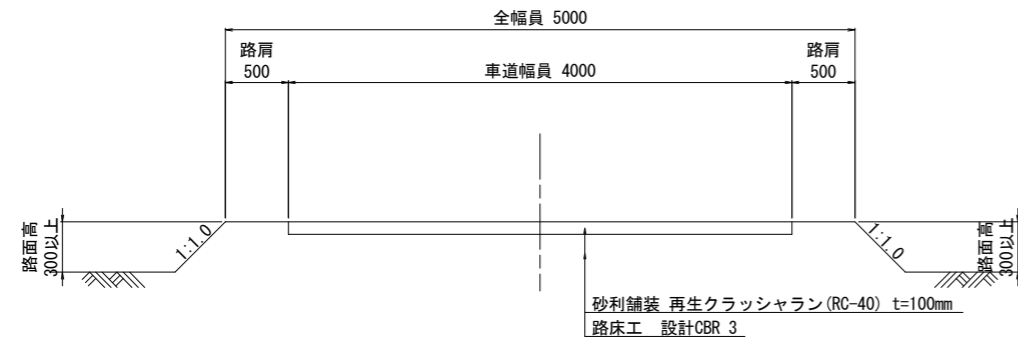 全幅員 5000
路肩
500
車道幅員 4000
路肩
500
路面高
300以上
1:1.0
1:1.0
路面高
300以上
砂利舗装 再生クラッシャラン(RC-40) t=100mm
路床工 設計CBR 3